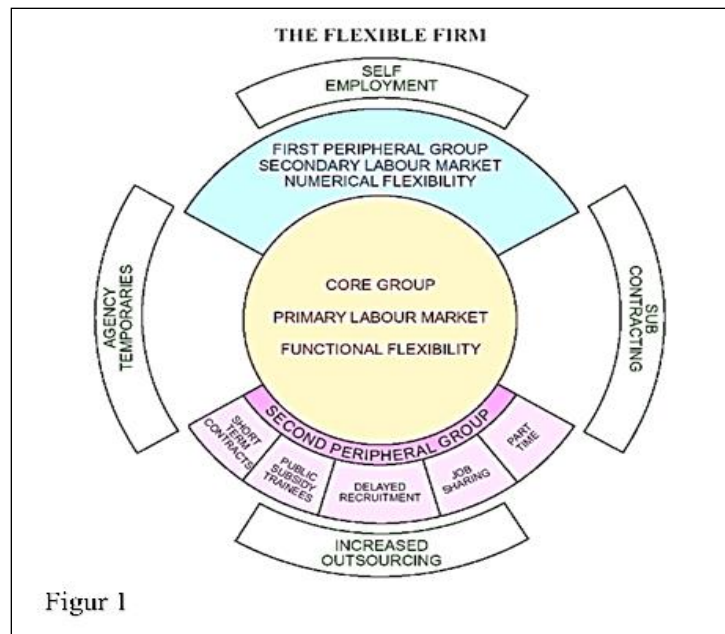 THE FLEXIBLE FIRM
SELF
EMPLOYMENT
FIRST PERIPHERAL GROUP
SECONDARY LABOUR MARKET
NUMERICAL FLEXIBILITY
AGENCY
TEMPORARIES
CORE GROUP
PRIMARY LABOUR MARKET
FUNCTIONAL FLEXIBILITY
SUB
CONTRACTING
SECOND PERIPHERAL GROUP
SHORT
TERM
CONTRACTS
PUBLIC
SUBSIDY
TRAINEES
DELAYED
RECRUITMENT
JOB
SHARING
PART
TIME
INCREASED
OUTSOURCING
Figur 1